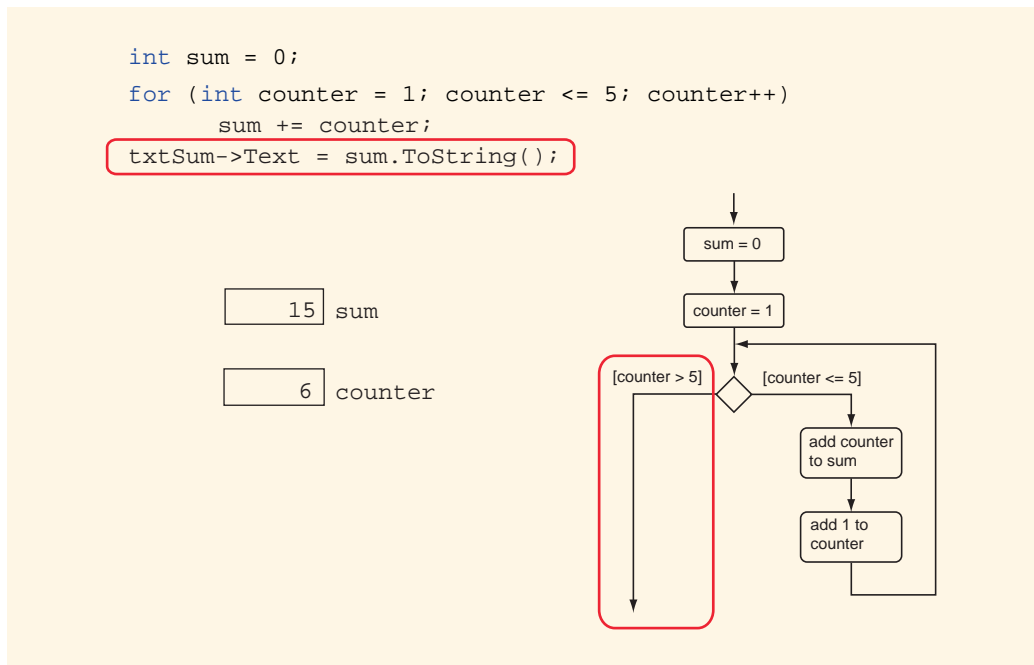 int sum = 0;
for (int counter = 1; counter <= 5; counter++)
sum += counter;
txtSum->Text = sum.ToString();
sum = 0
15 sum
counter = 1
6 counter
[counter > 5]
[counter <= 5]
add counter
to sum
add 1 to
counter